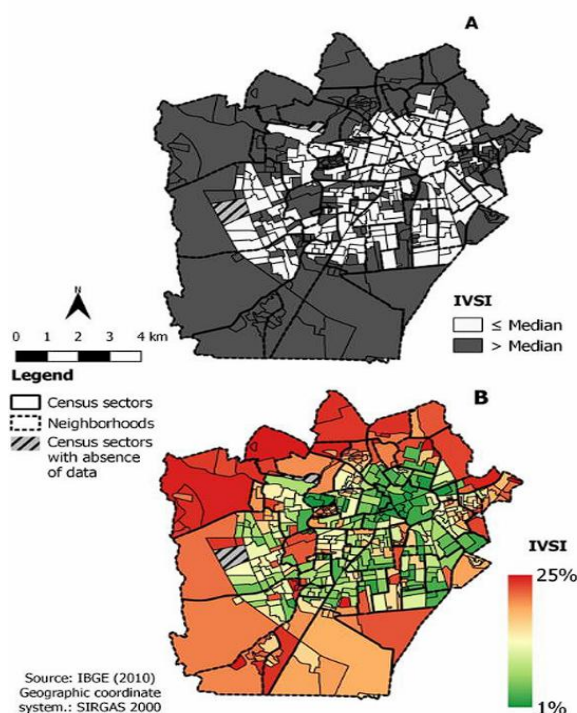 A
N
0 1 2 3 4 km
IVSI
≤ Median
> Median
Legend
Census sectors
Neighborhoods
Census sectors
with absence
of data
B
IVSI
25%
1%
Source: IBGE (2010)
Geographic coordinate
system.: SIRGAS 2000